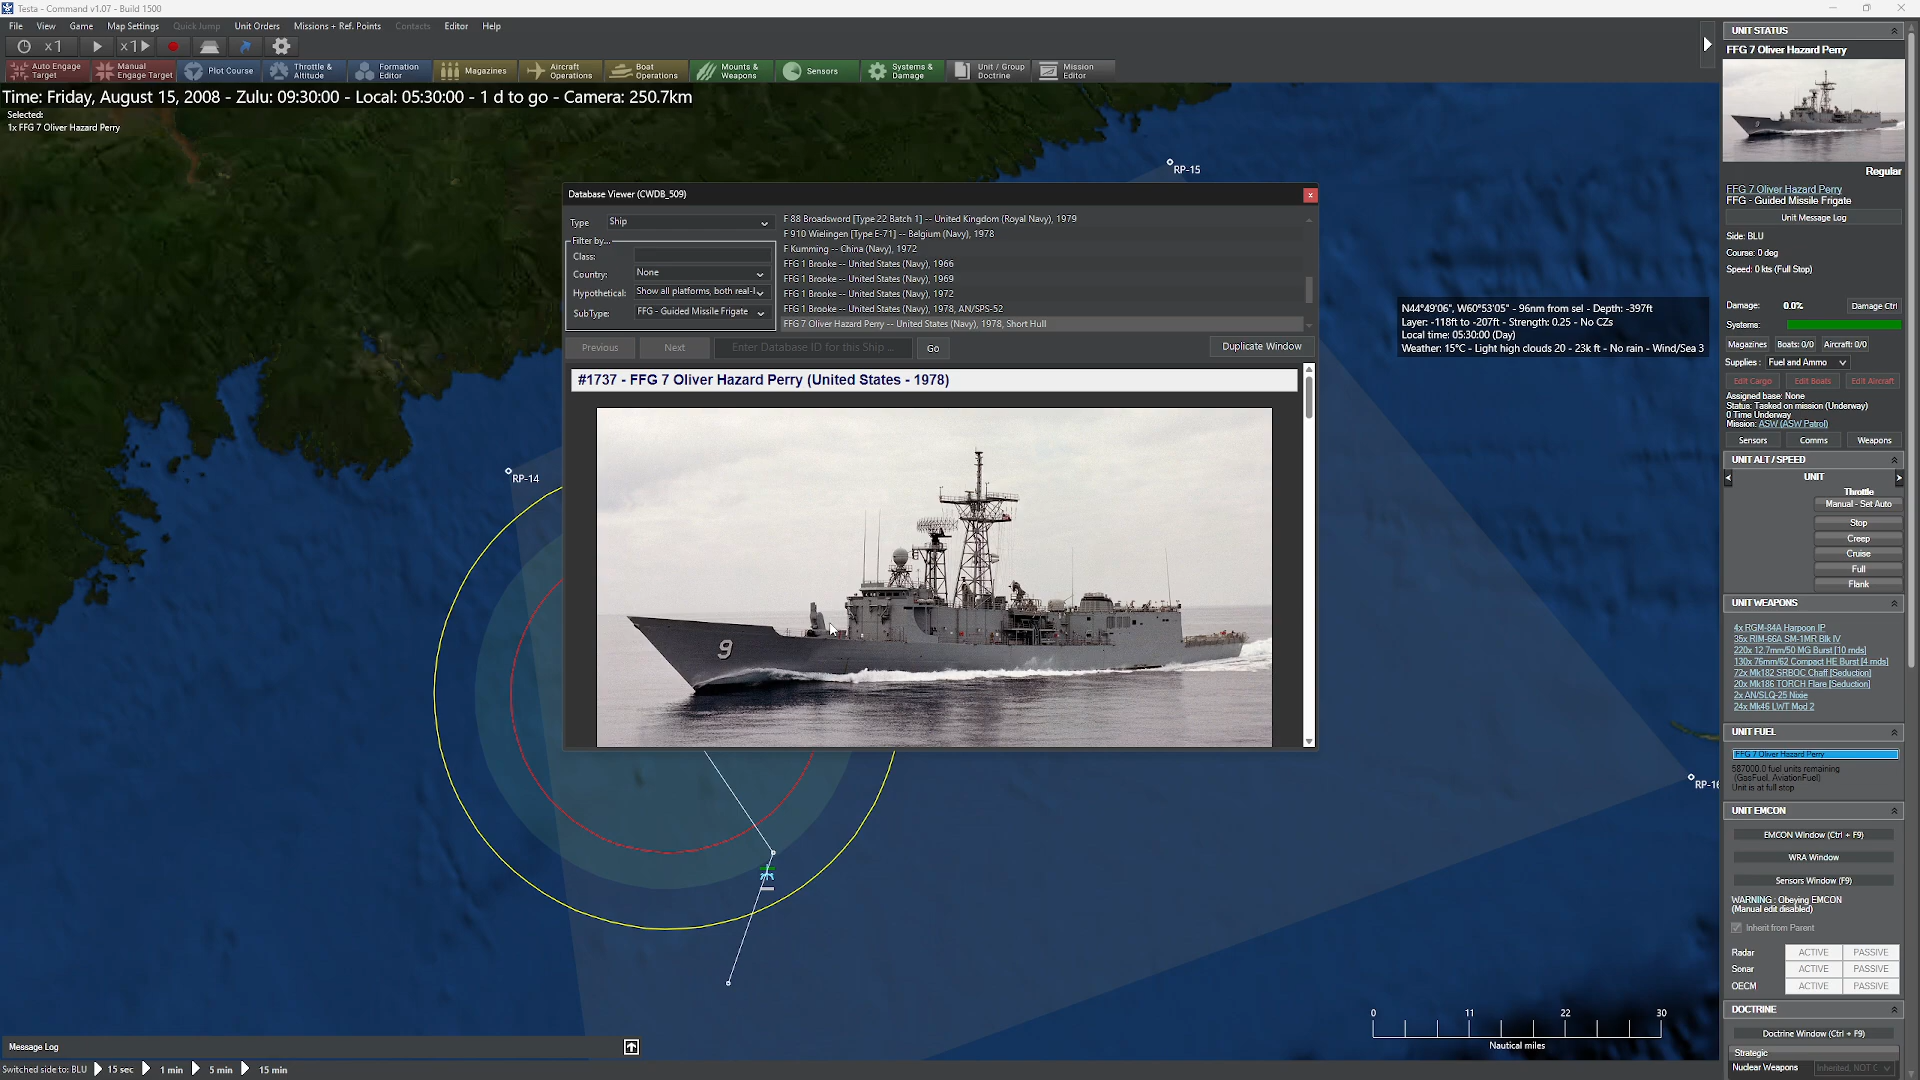 Testa - Command v1.07 - Build 1500
File View Game Map Settings Quick Jump Unit Orders Missions + Ref. Points Contacts Editor Help
x1 x1
Auto Engage Target
Manual Engage Target
Plot Course
Throttle & Altitude
Formation Editor
Magazines
Aircraft Operations
Boat Operations
Mounts & Weapons
Sensors
Systems & Damage
Unit / Group Doctrine
Mission Editor
Time: Friday, August 15, 2008 - Zulu: 09:30:00 - Local: 05:30:00 - 1 d to go - Camera: 250.7km
Selected:
1x FFG 7 Oliver Hazard Perry
RP-15
RP-14
RP-16
Database Viewer (CWDB_509)
Type Ship
Filter by...
Class:
Country: None
Hypothetical: Show all platforms, both real-l
SubType: FFG - Guided Missile Frigate
F 88 Broadsword [Type 22 Batch 1] -- United Kingdom (Royal Navy), 1979
F 910 Wielingen [Type E-71] -- Belgium (Navy), 1978
F Kumming -- China (Navy), 1972
FFG 1 Brooke -- United States (Navy), 1966
FFG 1 Brooke -- United States (Navy), 1969
FFG 1 Brooke -- United States (Navy), 1972
FFG 1 Brooke -- United States (Navy), 1978, AN/SPS-52
FFG 7 Oliver Hazard Perry -- United States (Navy), 1978, Short Hull
Previous Next Enter Database ID for this Ship ... Go Duplicate Window
#1737 - FFG 7 Oliver Hazard Perry (United States - 1978)
9
N44°49'06", W60°53'05" - 96nm from sel - Depth: -397ft
Layer: -118ft to -207ft - Strength: 0.25 - No CZs
Local time: 05:30:00 (Day)
Weather: 15°C - Light high clouds 20 - 23k ft - No rain - Wind/Sea 3
0 11 22 30
Nautical miles
Message Log
Switched side to: BLU 15 sec 1 min 5 min 15 min
UNIT STATUS
FFG 7 Oliver Hazard Perry
9
Regular
FFG 7 Oliver Hazard Perry
FFG - Guided Missile Frigate
Unit Message Log
Side: BLU
Course: 0 deg
Speed: 0 kts (Full Stop)
Damage: 0.0% Damage Ctrl
Systems:
Magazines Boats: 0/0 Aircraft: 0/0
Supplies : Fuel and Ammo
Edit Cargo Edit Boats Edit Aircraft
Assigned base: None
Status: Tasked on mission (Underway)
0 Time Underway
Mission: ASW (ASW Patrol)
Sensors Comms Weapons
UNIT ALT / SPEED
UNIT
Throttle
Manual - Set Auto
Stop
Creep
Cruise
Full
Flank
UNIT WEAPONS
4x RGM-84A Harpoon IP
35x RIM-66A SM-1MR Blk IV
220x 12.7mm/50 MG Burst [10 rnds]
130x 76mm/62 Compact HE Burst [4 rnds]
72x Mk182 SRBOC Chaff [Seduction]
20x Mk186 TORCH Flare [Seduction]
2x AN/SLQ-25 Nixie
24x Mk46 LWT Mod 2
UNIT FUEL
FFG 7 Oliver Hazard Perry
587000.0 fuel units remaining
(GasFuel, AviationFuel)
Unit is at full stop
UNIT EMCON
EMCON Window (Ctrl + F9)
WRA Window
Sensors Window (F9)
WARNING : Obeying EMCON
(Manual edit disabled)
Inherit from Parent
Radar ACTIVE PASSIVE
Sonar ACTIVE PASSIVE
OECM ACTIVE PASSIVE
DOCTRINE
Doctrine Window (Ctrl + F9)
Strategic
Nuclear Weapons Inherited, NOT C